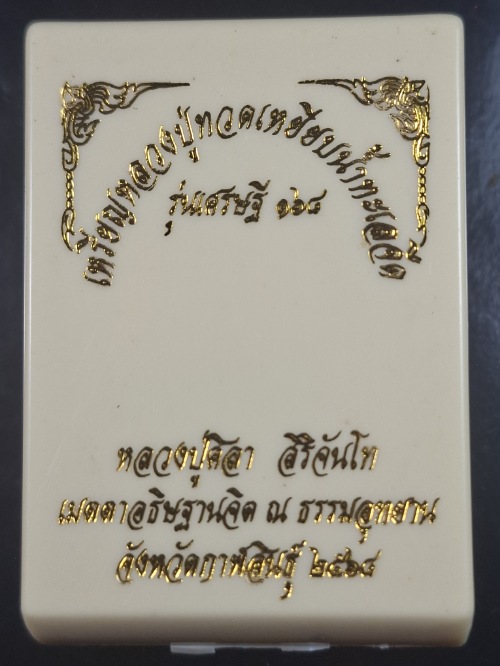 เหรียญหลวงปู่ทวดเหยียบน้ำทะเลจืด
รุ่นเศรษฐี ๑๖๘
หลวงปู่ศิลา สิริจันโท
เมตตาอธิษฐานจิต ณ ธรรมอุทยาน
จังหวัดกาฬสินธุ์ ๒๕๖๔